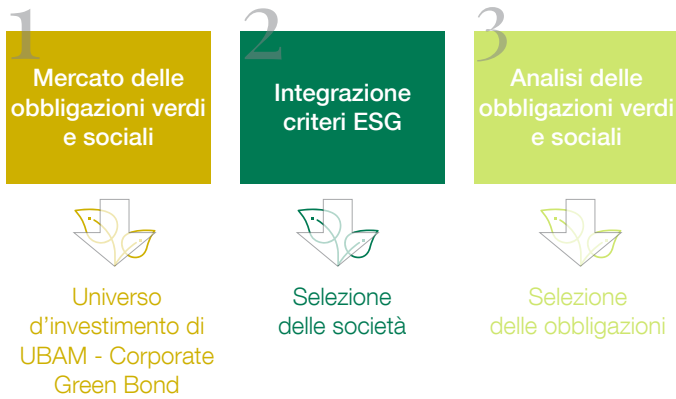 1
Mercato delle
obbligazioni verdi
e sociali
Universo
d’investimento di
UBAM - Corporate
Green Bond
2
Integrazione
criteri ESG
Selezione
delle società
3
Analisi delle
obbligazioni verdi
e sociali
Selezione
delle obbligazioni